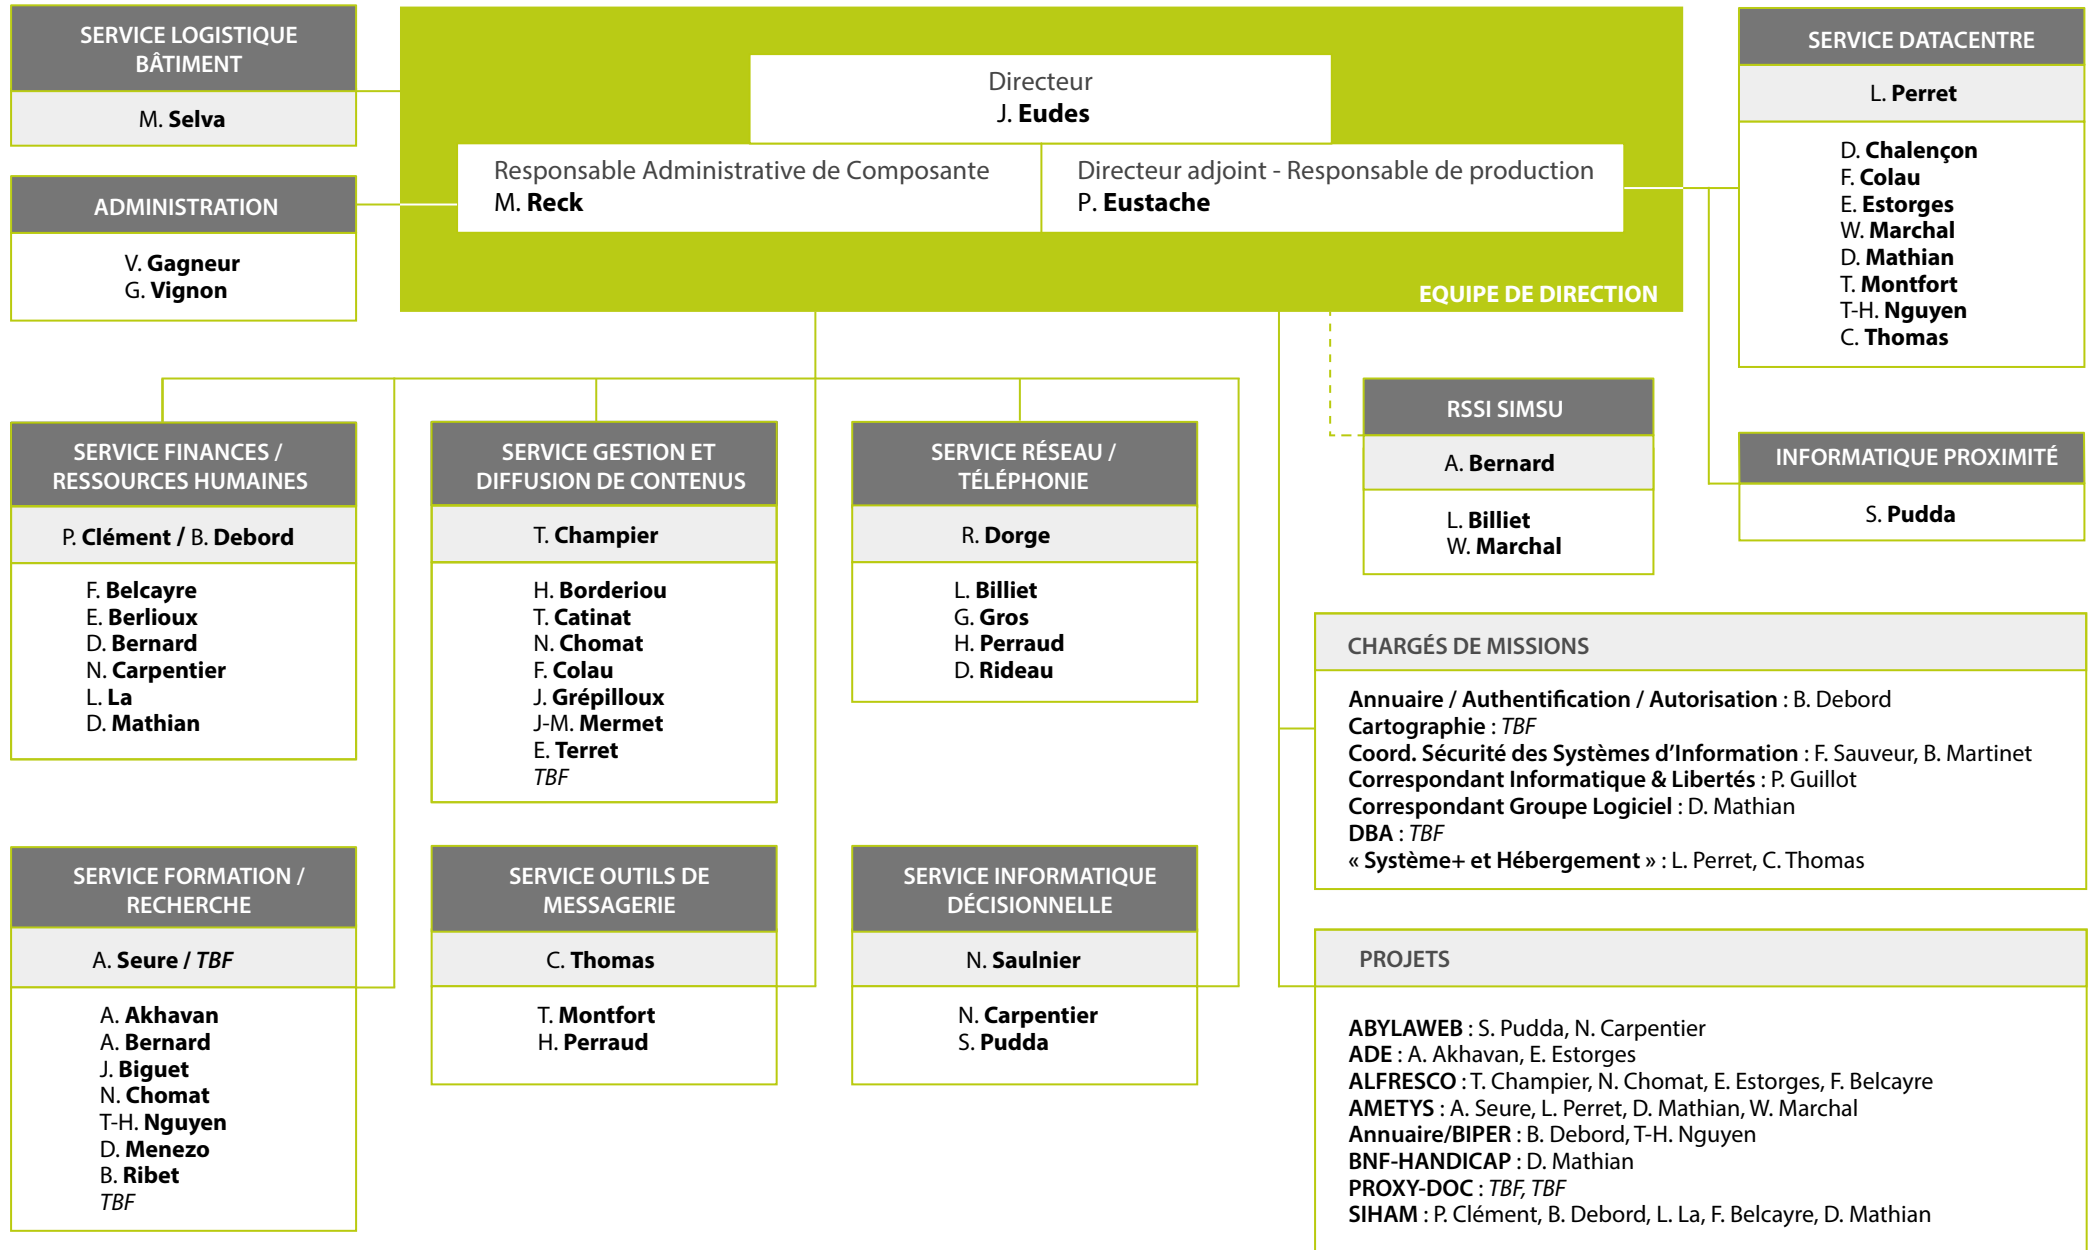 SERVICE LOGISTIQUE
BÂTIMENT
M. Selva
ADMINISTRATION
V. Gagneur
G. Vignon
Directeur
J. Eudes
Responsable Administrative de Composante
M. Reck
Directeur adjoint - Responsable de production
P. Eustache
EQUIPE DE DIRECTION
SERVICE DATACENTRE
L. Perret
D. Chalençon
F. Colau
E. Estorges
W. Marchal
D. Mathian
T. Montfort
T-H. Nguyen
C. Thomas
RSSI SIMSU
A. Bernard
L. Billiet
W. Marchal
INFORMATIQUE PROXIMITÉ
S. Pudda
SERVICE FINANCES /
RESSOURCES HUMAINES
P. Clément / B. Debord
F. Belcayre
E. Berlioux
D. Bernard
N. Carpentier
L. La
D. Mathian
SERVICE GESTION ET
DIFFUSION DE CONTENUS
T. Champier
H. Borderiou
T. Catinat
N. Chomat
F. Colau
J. Grépilloux
J-M. Mermet
E. Terret
TBF
SERVICE RÉSEAU /
TÉLÉPHONIE
R. Dorge
L. Billiet
G. Gros
H. Perraud
D. Rideau
SERVICE FORMATION /
RECHERCHE
A. Seure / TBF
A. Akhavan
A. Bernard
J. Biguet
N. Chomat
T-H. Nguyen
D. Menezo
B. Ribet
TBF
SERVICE OUTILS DE
MESSAGERIE
C. Thomas
T. Montfort
H. Perraud
SERVICE INFORMATIQUE
DÉCISIONNELLE
N. Saulnier
N. Carpentier
S. Pudda
CHARGÉS DE MISSIONS
Annuaire / Authentification / Autorisation : B. Debord
Cartographie : TBF
Coord. Sécurité des Systèmes d'Information : F. Sauveur, B. Martinet
Correspondant Informatique & Libertés : P. Guillot
Correspondant Groupe Logiciel : D. Mathian
DBA : TBF
« Système+ et Hébergement » : L. Perret, C. Thomas
PROJETS
ABYLAWEB : S. Pudda, N. Carpentier
ADE : A. Akhavan, E. Estorges
ALFRESCO : T. Champier, N. Chomat, E. Estorges, F. Belcayre
AMETYS : A. Seure, L. Perret, D. Mathian, W. Marchal
Annuaire/BIPER : B. Debord, T-H. Nguyen
BNF-HANDICAP : D. Mathian
PROXY-DOC : TBF, TBF
SIHAM : P. Clément, B. Debord, L. La, F. Belcayre, D. Mathian